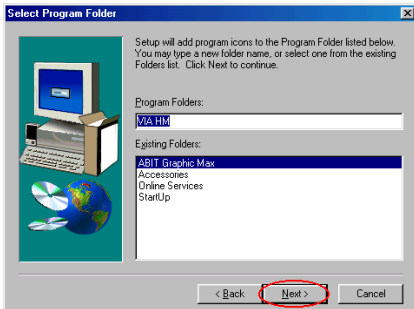 Select Program Folder
Setup will add program icons to the Program Folder listed below.
You may type a new folder name, or select one from the existing
Folders list. Click Next to continue.
Program Folders:
VIA HM
Existing Folders:
ABIT Graphic Max
Accessories
Online Services
StartUp
< Back
Next >
Cancel